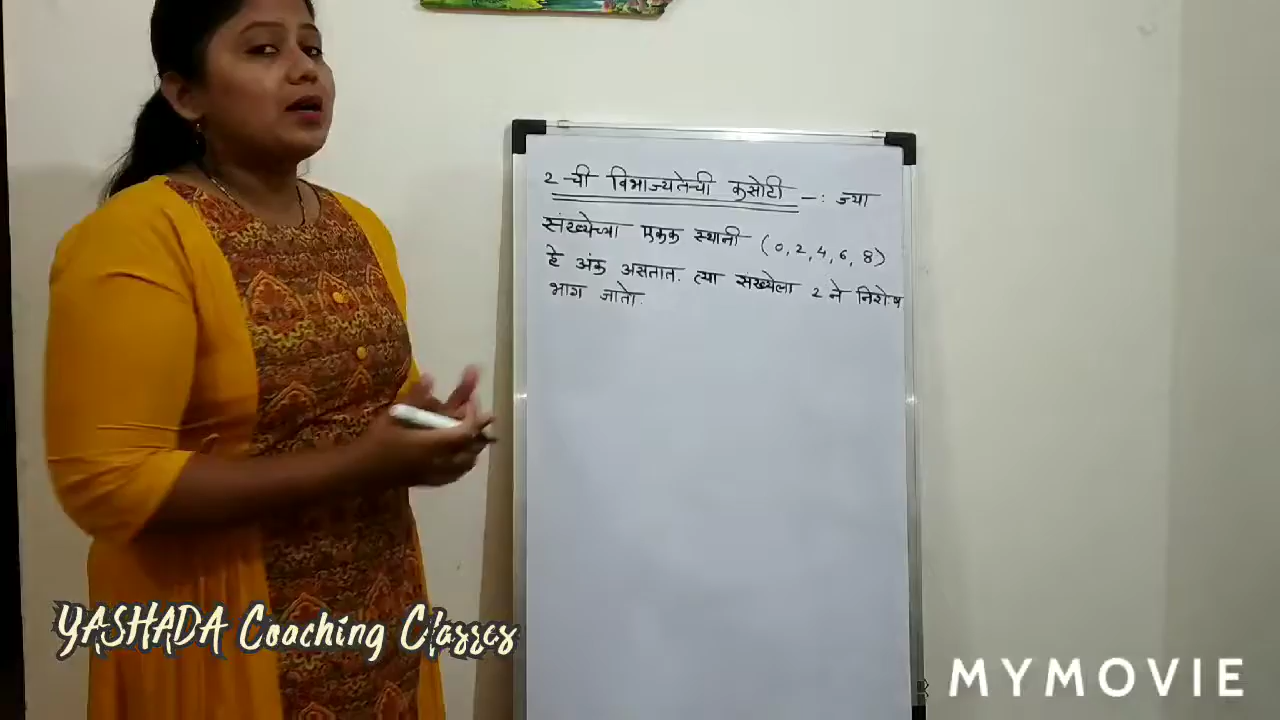 2-ची विभाज्यतेची कसोटी -: ज्या
संख्येच्या एकक स्थानी (0, 2, 4, 6, 8)
हे अंक असतात. त्या संख्येला 2 ने निशेष
भाग जातो.
YASHADA Coaching Classes
MYMOVIE